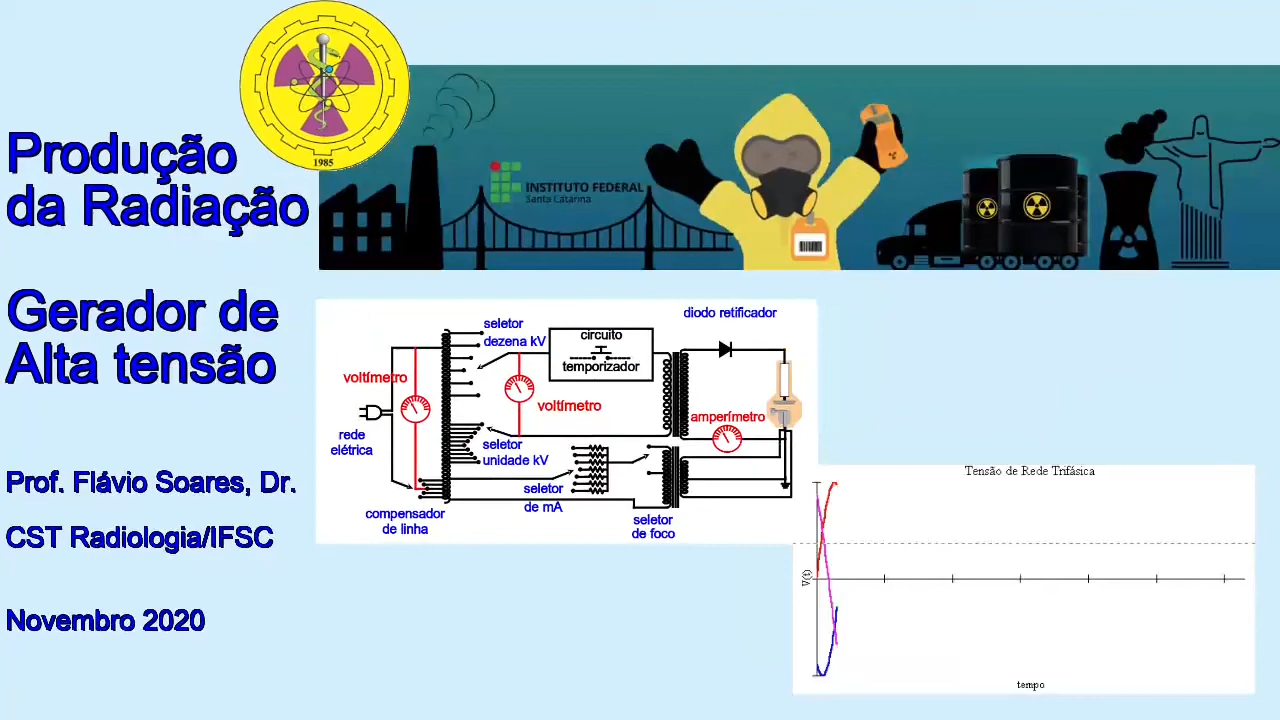 1985
Produção
da Radiação
INSTITUTO FEDERAL
Santa Catarina
Gerador de
Alta tensão
Prof. Flávio Soares, Dr.
CST Radiologia/IFSC
Novembro 2020
diodo retificador
seletor
dezena kV
circuito
temporizador
voltímetro
voltímetro
amperímetro
rede
elétrica
seletor
unidade kV
seletor
de mA
compensador
de linha
seletor
de foco
Tensão de Rede Trifásica
V(t)
tempo